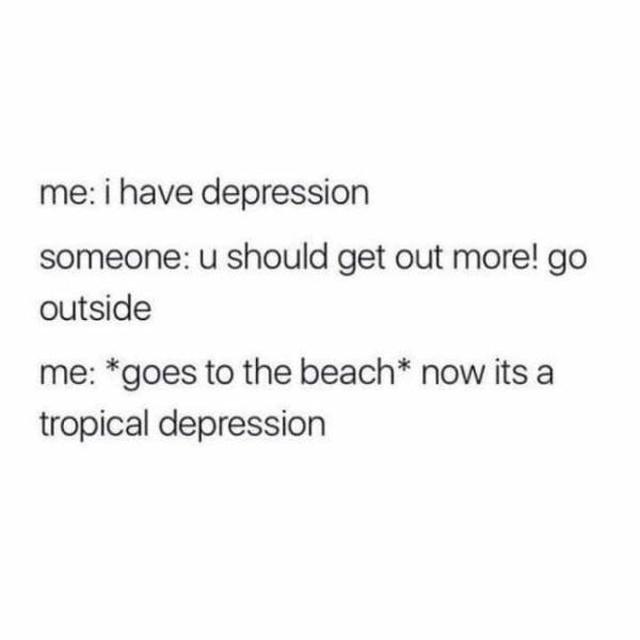 me: i have depression
someone: u should get out more! go
outside
me: *goes to the beach* now its a
tropical depression